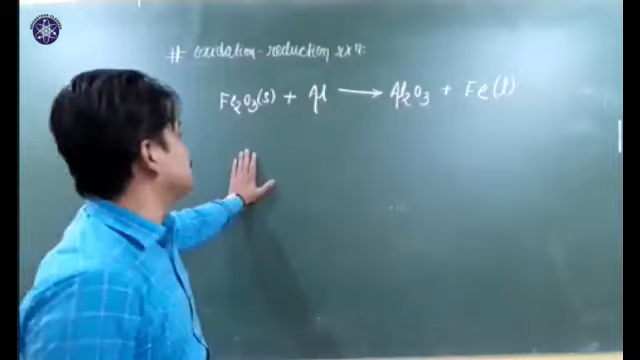 # oxidation-reduction rxn:
Fe₂O₃(s) + Al ⟶ Al₂O₃ + Fe(l)